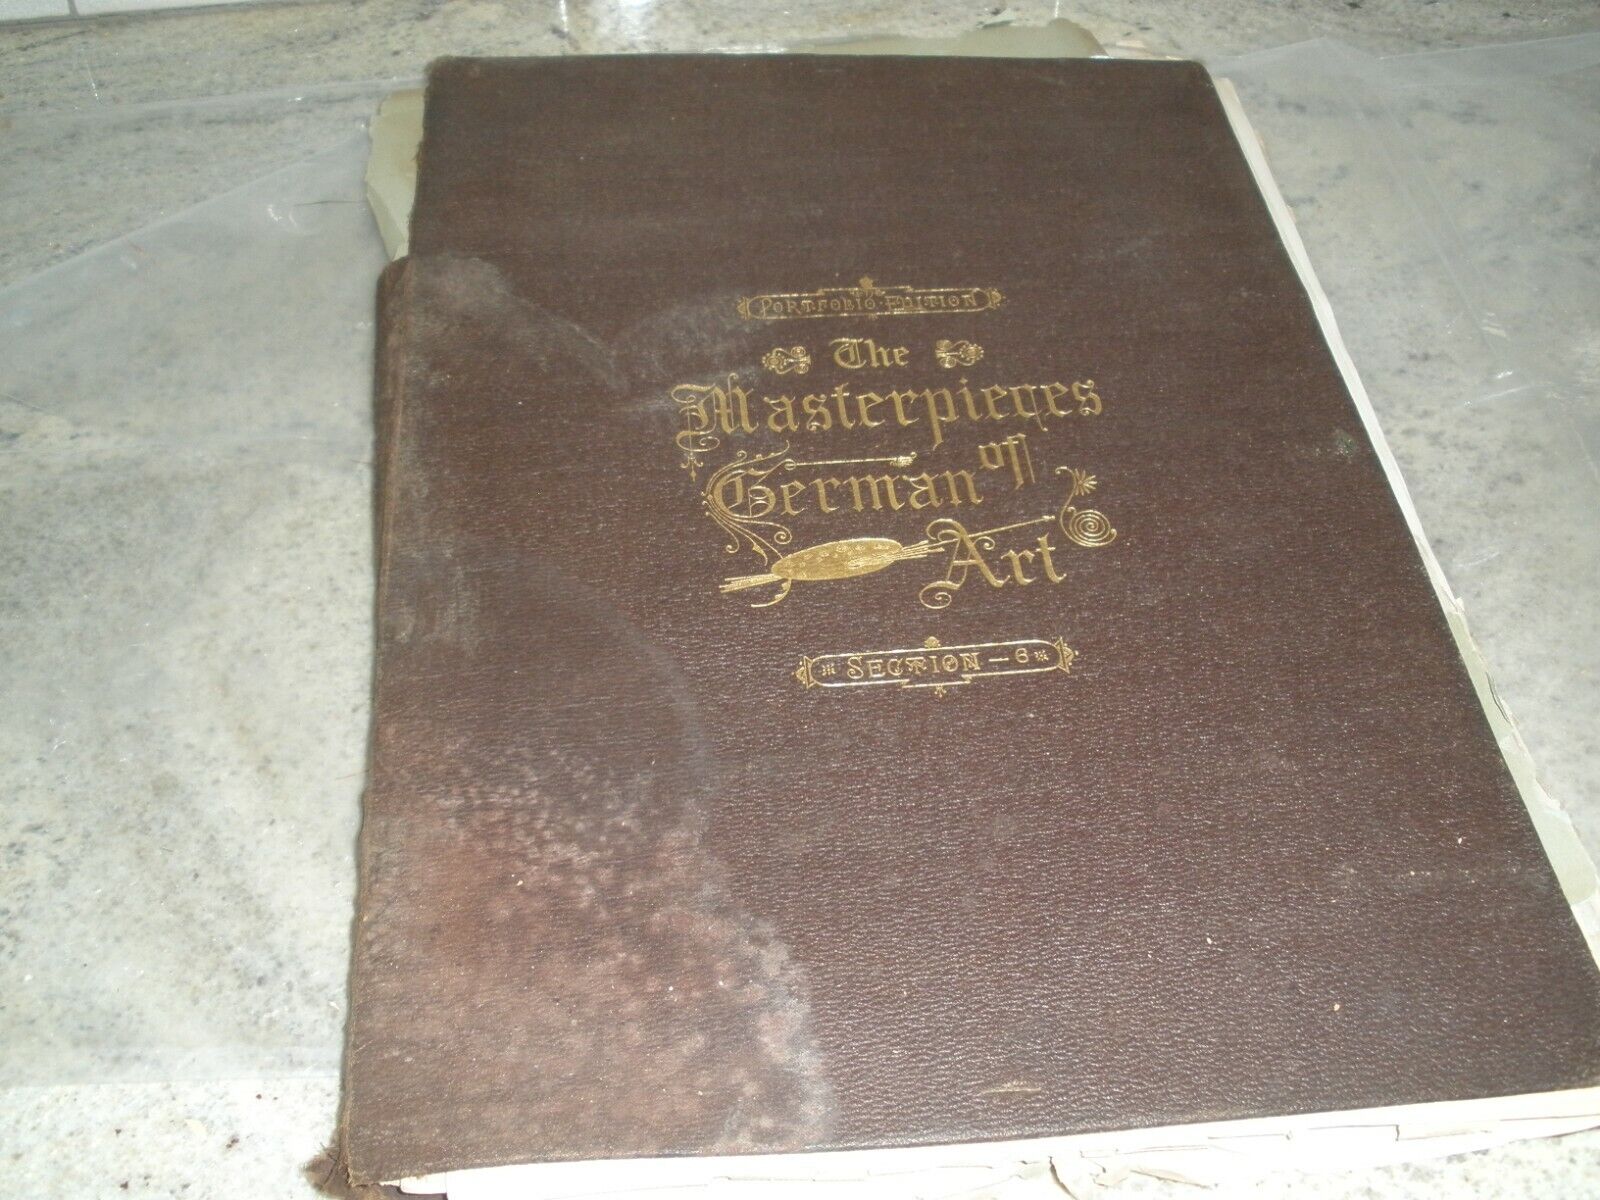 PORTFOLIO EDITION
The
Masterpieces
of
German
Art
SECTION - 6